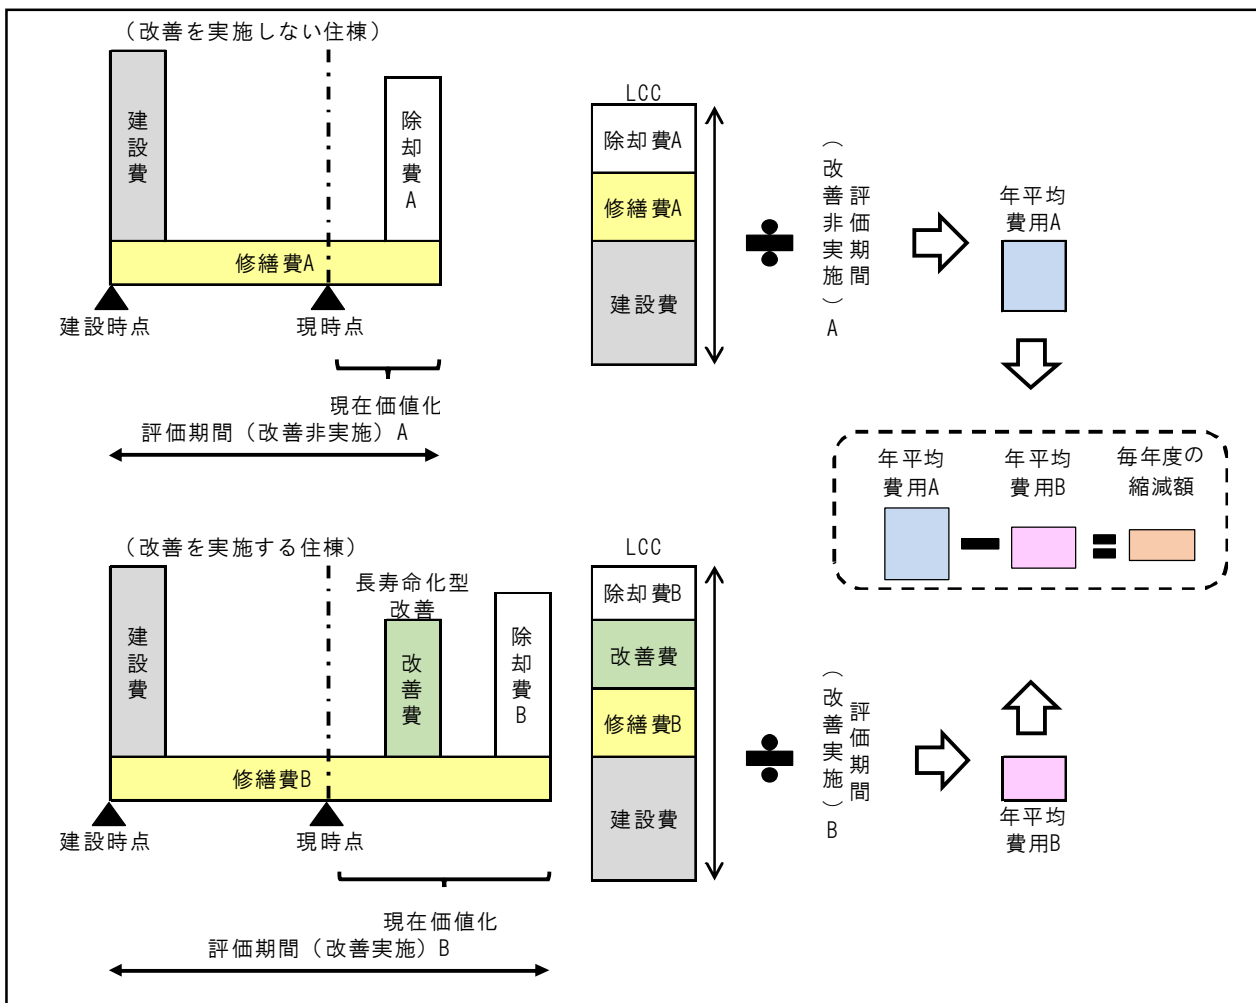 （改善を実施しない住棟）
建設費
除却費A
修繕費A
建設時点
現時点
現在価値化
評価期間（改善非実施）A
LCC
除却費A
修繕費A
建設費
÷
評価期間
（改善非実施）A
年平均
費用A
年平均
費用A
年平均
費用B
毎年度の
縮減額
（改善を実施する住棟）
建設費
長寿命化型
改善
改善費
除却費B
修繕費B
建設時点
現時点
現在価値化
評価期間（改善実施）B
LCC
除却費B
改善費
修繕費B
建設費
÷
評価期間
（改善実施）B
年平均
費用B